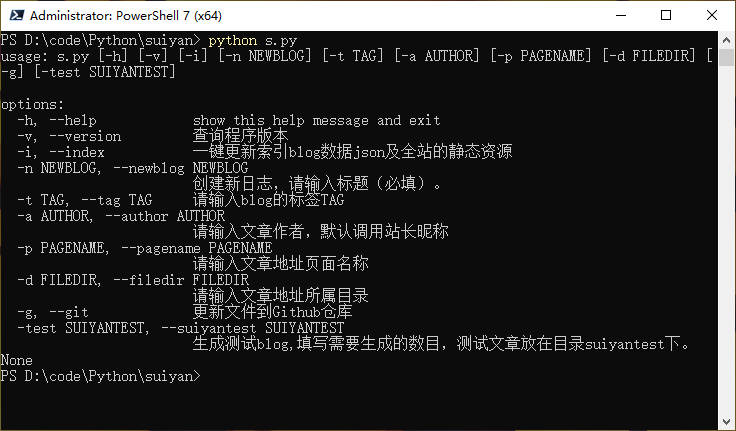 Administrator: PowerShell 7 (x64)
PS D:\code\Python\suiyan> python s.py
usage: s.py [-h] [-v] [-i] [-n NEWBLOG] [-t TAG] [-a AUTHOR] [-p PAGENAME] [-d FILEDIR] [
-g] [-test SUIYANTEST]
options:
-h, --help show this help message and exit
-v, --version 查询程序版本
-i, --index 一键更新索引blog数据json及全站的静态资源
-n NEWBLOG, --newblog NEWBLOG
创建新日志，请输入标题（必填）。
-t TAG, --tag TAG 请输入blog的标签TAG
-a AUTHOR, --author AUTHOR
请输入文章作者，默认调用站长昵称
-p PAGENAME, --pagename PAGENAME
请输入文章地址页面名称
-d FILEDIR, --filedir FILEDIR
请输入文章地址所属目录
-g, --git 更新文件到Github仓库
-test SUIYANTEST, --suiyantest SUIYANTEST
生成测试blog,填写需要生成的数目，测试文章放在目录suiyantest下。
None
PS D:\code\Python\suiyan>